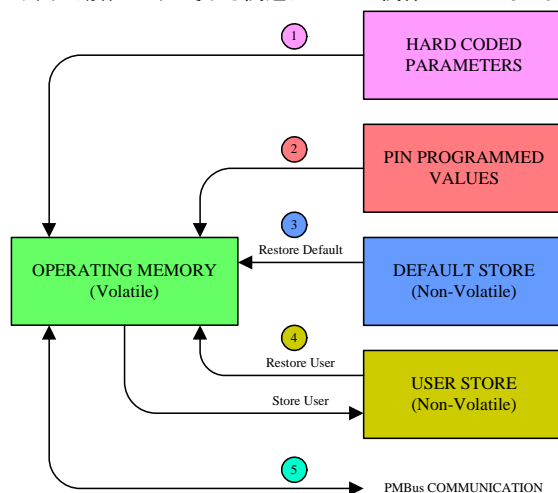 1
HARD CODED
PARAMETERS
2
PIN PROGRAMMED
VALUES
3
Restore Default
OPERATING MEMORY
(Volatile)
DEFAULT STORE
(Non-Volatile)
4
Restore User
Store User
USER STORE
(Non-Volatile)
5
PMBus COMMUNICATION